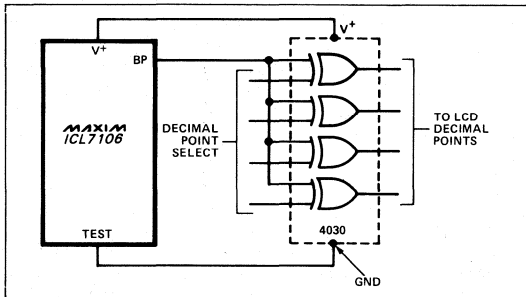 V+
V+
BP
MAXIM
ICL7106
DECIMAL
POINT
SELECT
TO LCD
DECIMAL
POINTS
TEST
4030
GND